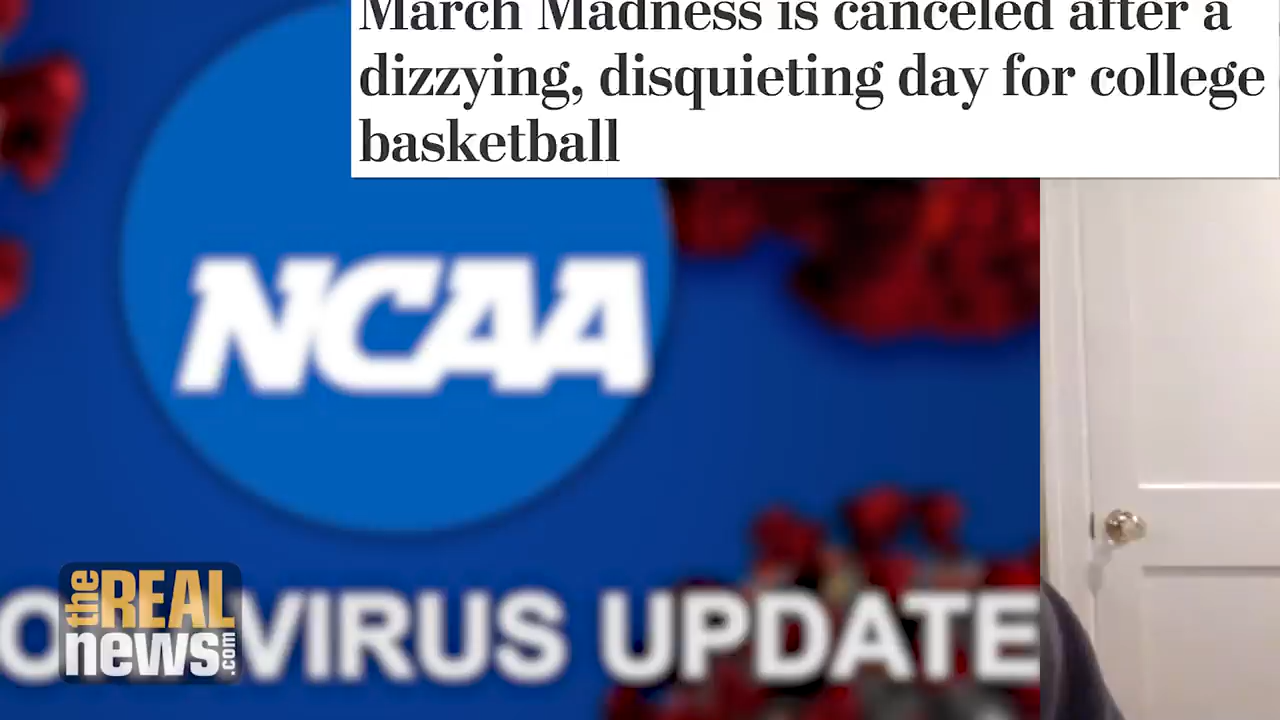 March Madness is canceled after a
dizzying, disquieting day for college
basketball
NCAA
O VIRUS UPDATE
the
REAL
news.com